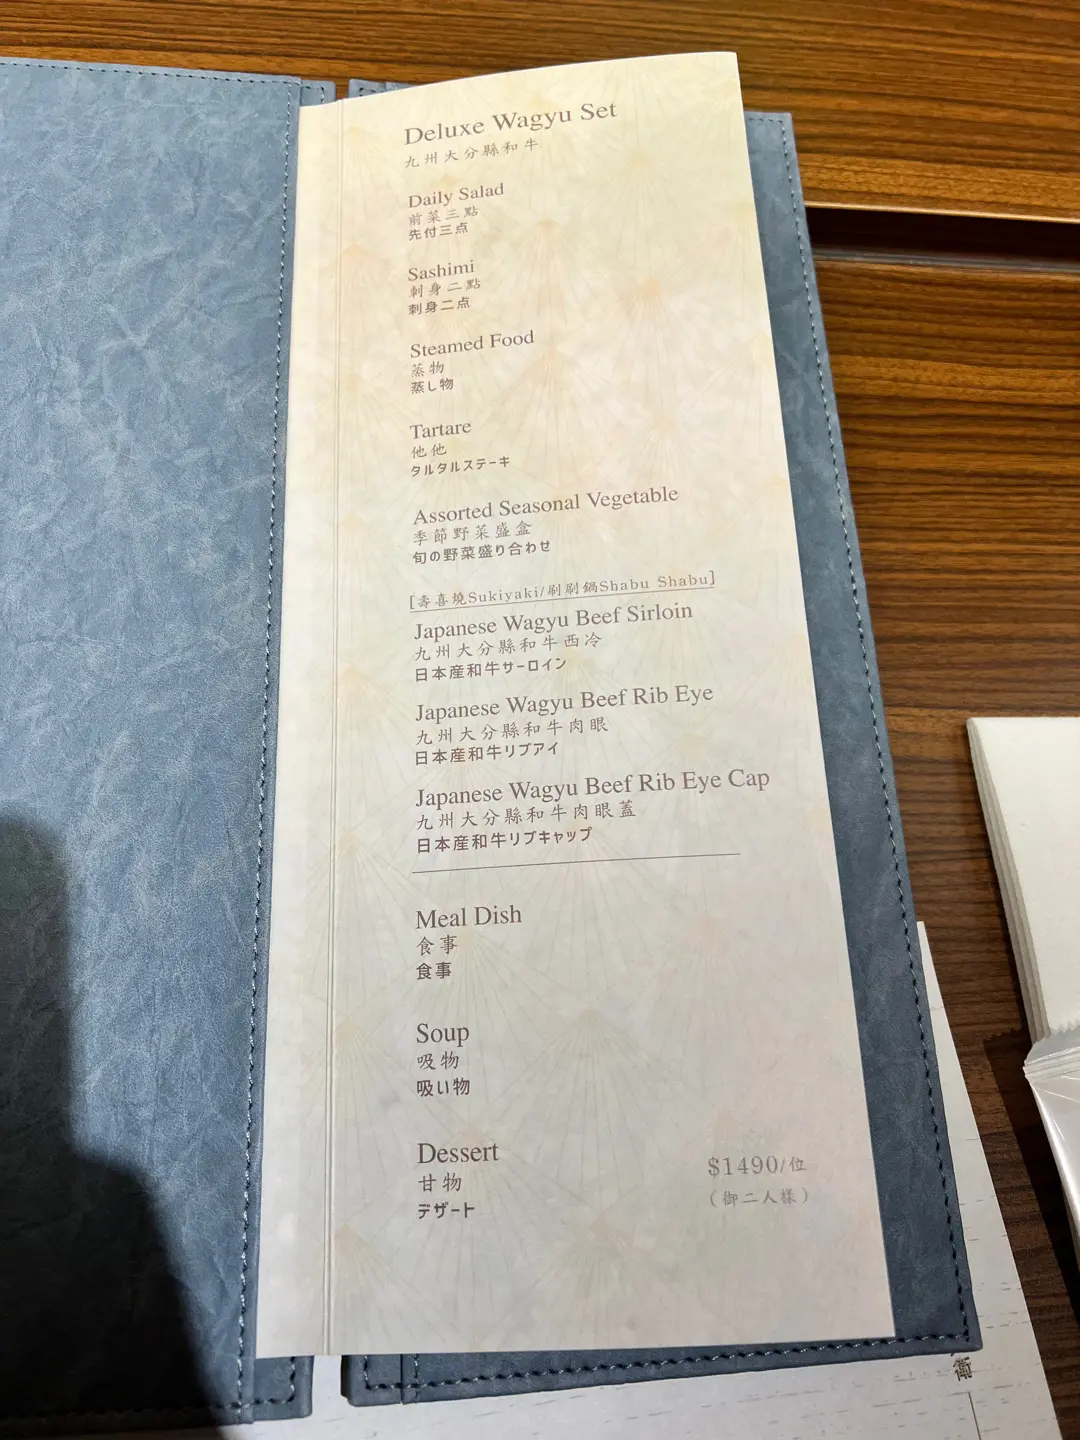 Deluxe Wagyu Set
九州大分縣和牛
Daily Salad
前菜三點
先付三点
Sashimi
刺身二點
刺身二点
Steamed Food
蒸物
蒸し物
Tartare
他他
タルタルステーキ
Assorted Seasonal Vegetable
季節野菜盛盒
旬の野菜盛り合わせ
[壽喜燒Sukiyaki/刷刷鍋Shabu Shabu]
Japanese Wagyu Beef Sirloin
九州大分縣和牛西冷
日本産和牛サーロイン
Japanese Wagyu Beef Rib Eye
九州大分縣和牛肉眼
日本産和牛リブアイ
Japanese Wagyu Beef Rib Eye Cap
九州大分縣和牛肉眼蓋
日本産和牛リブキャップ
Meal Dish
食事
食事
Soup
吸物
吸い物
Dessert
甘物
デザート
$1490/位
(御二人樣)